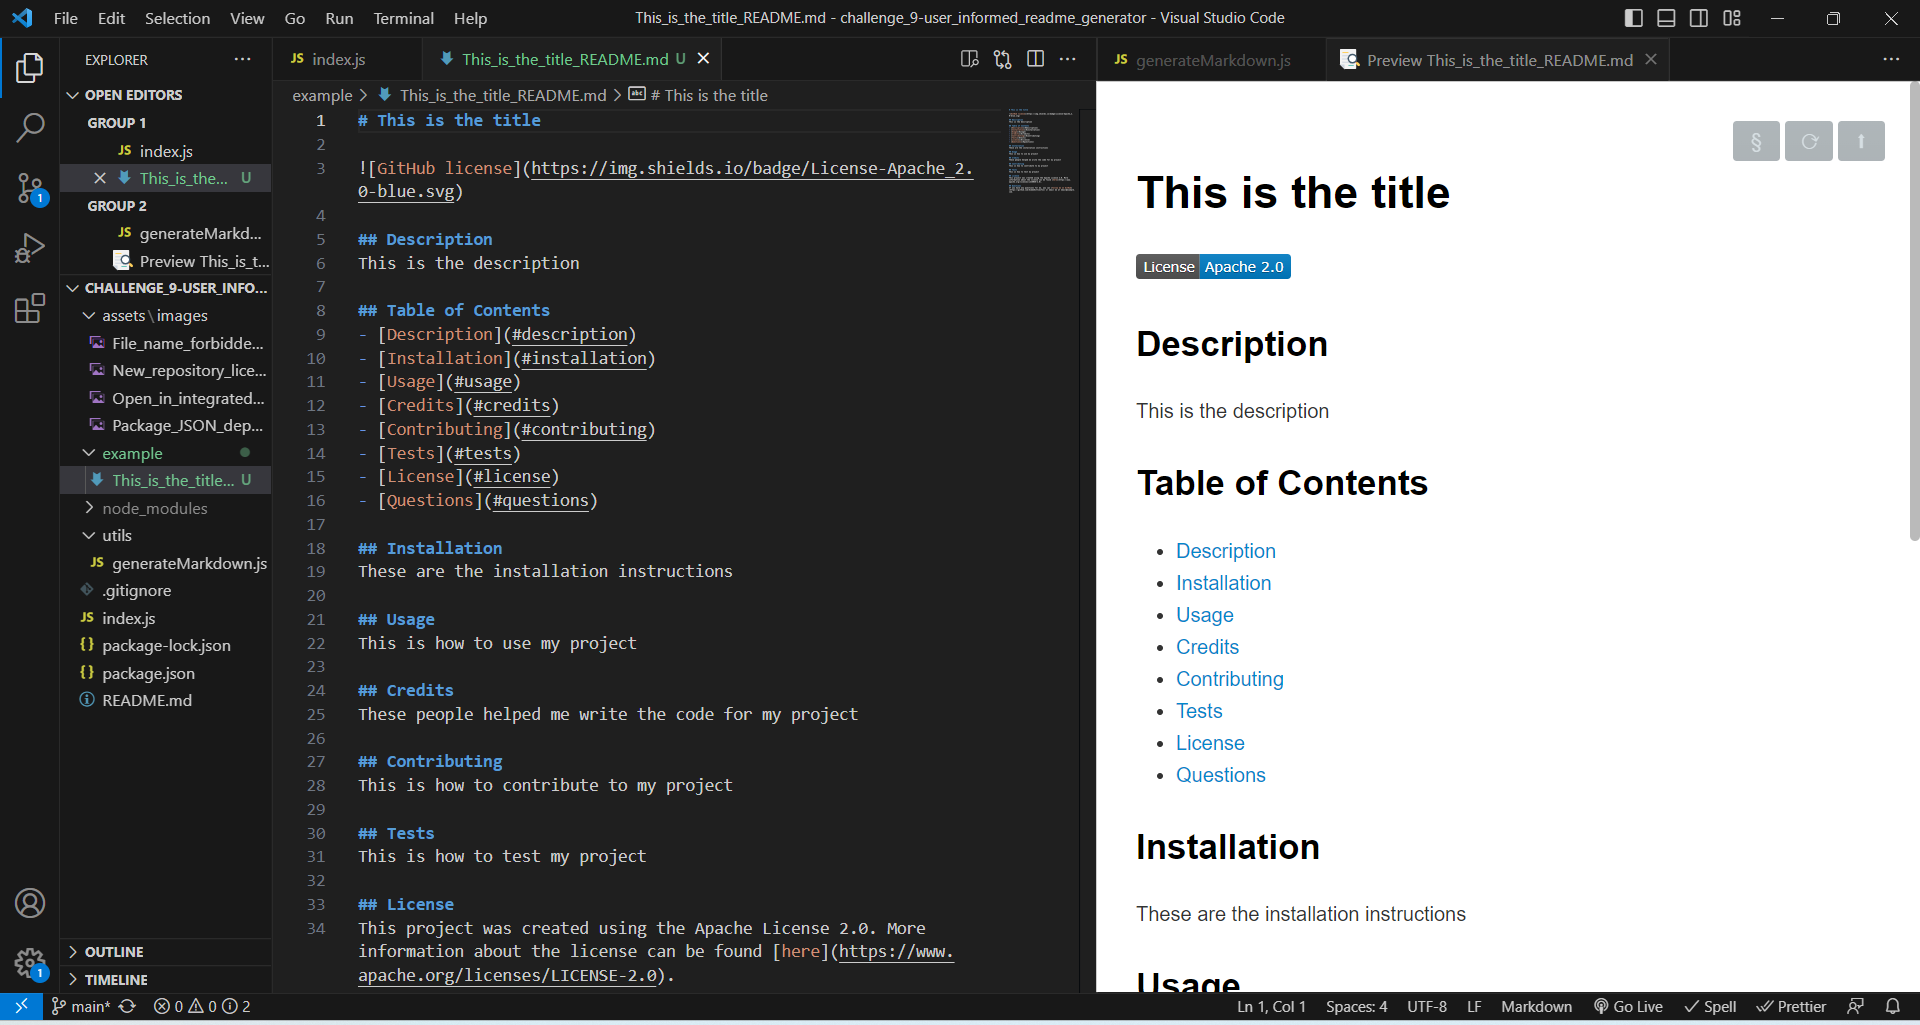 File Edit Selection View Go Run Terminal Help
This_is_the_title_README.md - challenge_9-user_informed_readme_generator - Visual Studio Code
EXPLORER
OPEN EDITORS
GROUP 1
JS index.js
This_is_the... U
GROUP 2
JS generateMarkd...
Preview This_is_t...
CHALLENGE_9-USER_INFO...
assets\images
File_name_forbidde...
New_repository_lice...
Open_in_integrated...
Package_JSON_dep...
example
This_is_the_title... U
node_modules
utils
JS generateMarkdown.js
.gitignore
JS index.js
{} package-lock.json
{} package.json
README.md
OUTLINE
TIMELINE
1
1
JS index.js
This_is_the_title_README.md U
example > This_is_the_title_README.md > # This is the title
1 # This is the title
2
3 ![GitHub license](https://img.shields.io/badge/License-Apache_2.
0-blue.svg)
4
5 ## Description
6 This is the description
7
8 ## Table of Contents
9 - [Description](#description)
10 - [Installation](#installation)
11 - [Usage](#usage)
12 - [Credits](#credits)
13 - [Contributing](#contributing)
14 - [Tests](#tests)
15 - [License](#license)
16 - [Questions](#questions)
17
18 ## Installation
19 These are the installation instructions
20
21 ## Usage
22 This is how to use my project
23
24 ## Credits
25 These people helped me write the code for my project
26
27 ## Contributing
28 This is how to contribute to my project
29
30 ## Tests
31 This is how to test my project
32
33 ## License
34 This project was created using the Apache License 2.0. More
information about the license can be found [here](https://www.
apache.org/licenses/LICENSE-2.0).
JS generateMarkdown.js
Preview This_is_the_title_README.md
§
This is the title
License Apache 2.0
Description
This is the description
Table of Contents
• Description
• Installation
• Usage
• Credits
• Contributing
• Tests
• License
• Questions
Installation
These are the installation instructions
Usage
main* 0 0 2
Ln 1, Col 1 Spaces: 4 UTF-8 LF Markdown Go Live Spell Prettier